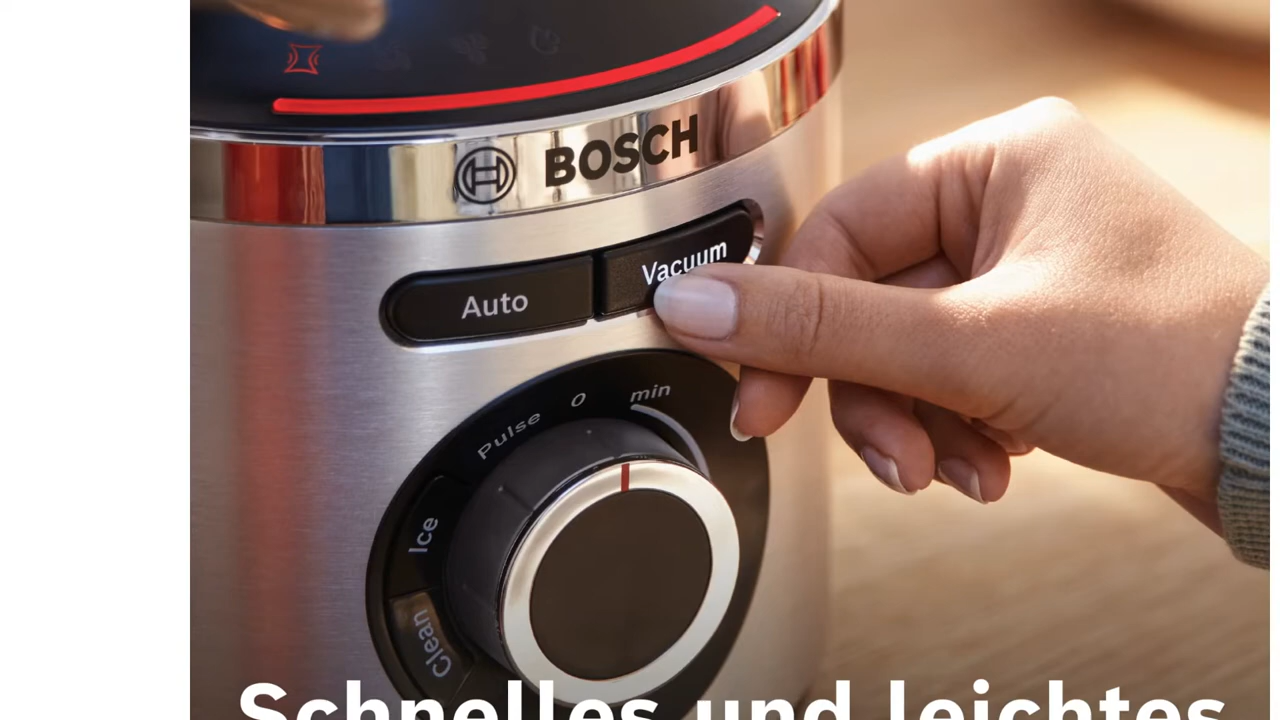 BOSCH
Auto
Vacuum
Pulse
0
min
Ice
Clean
Schnelles und leichtes